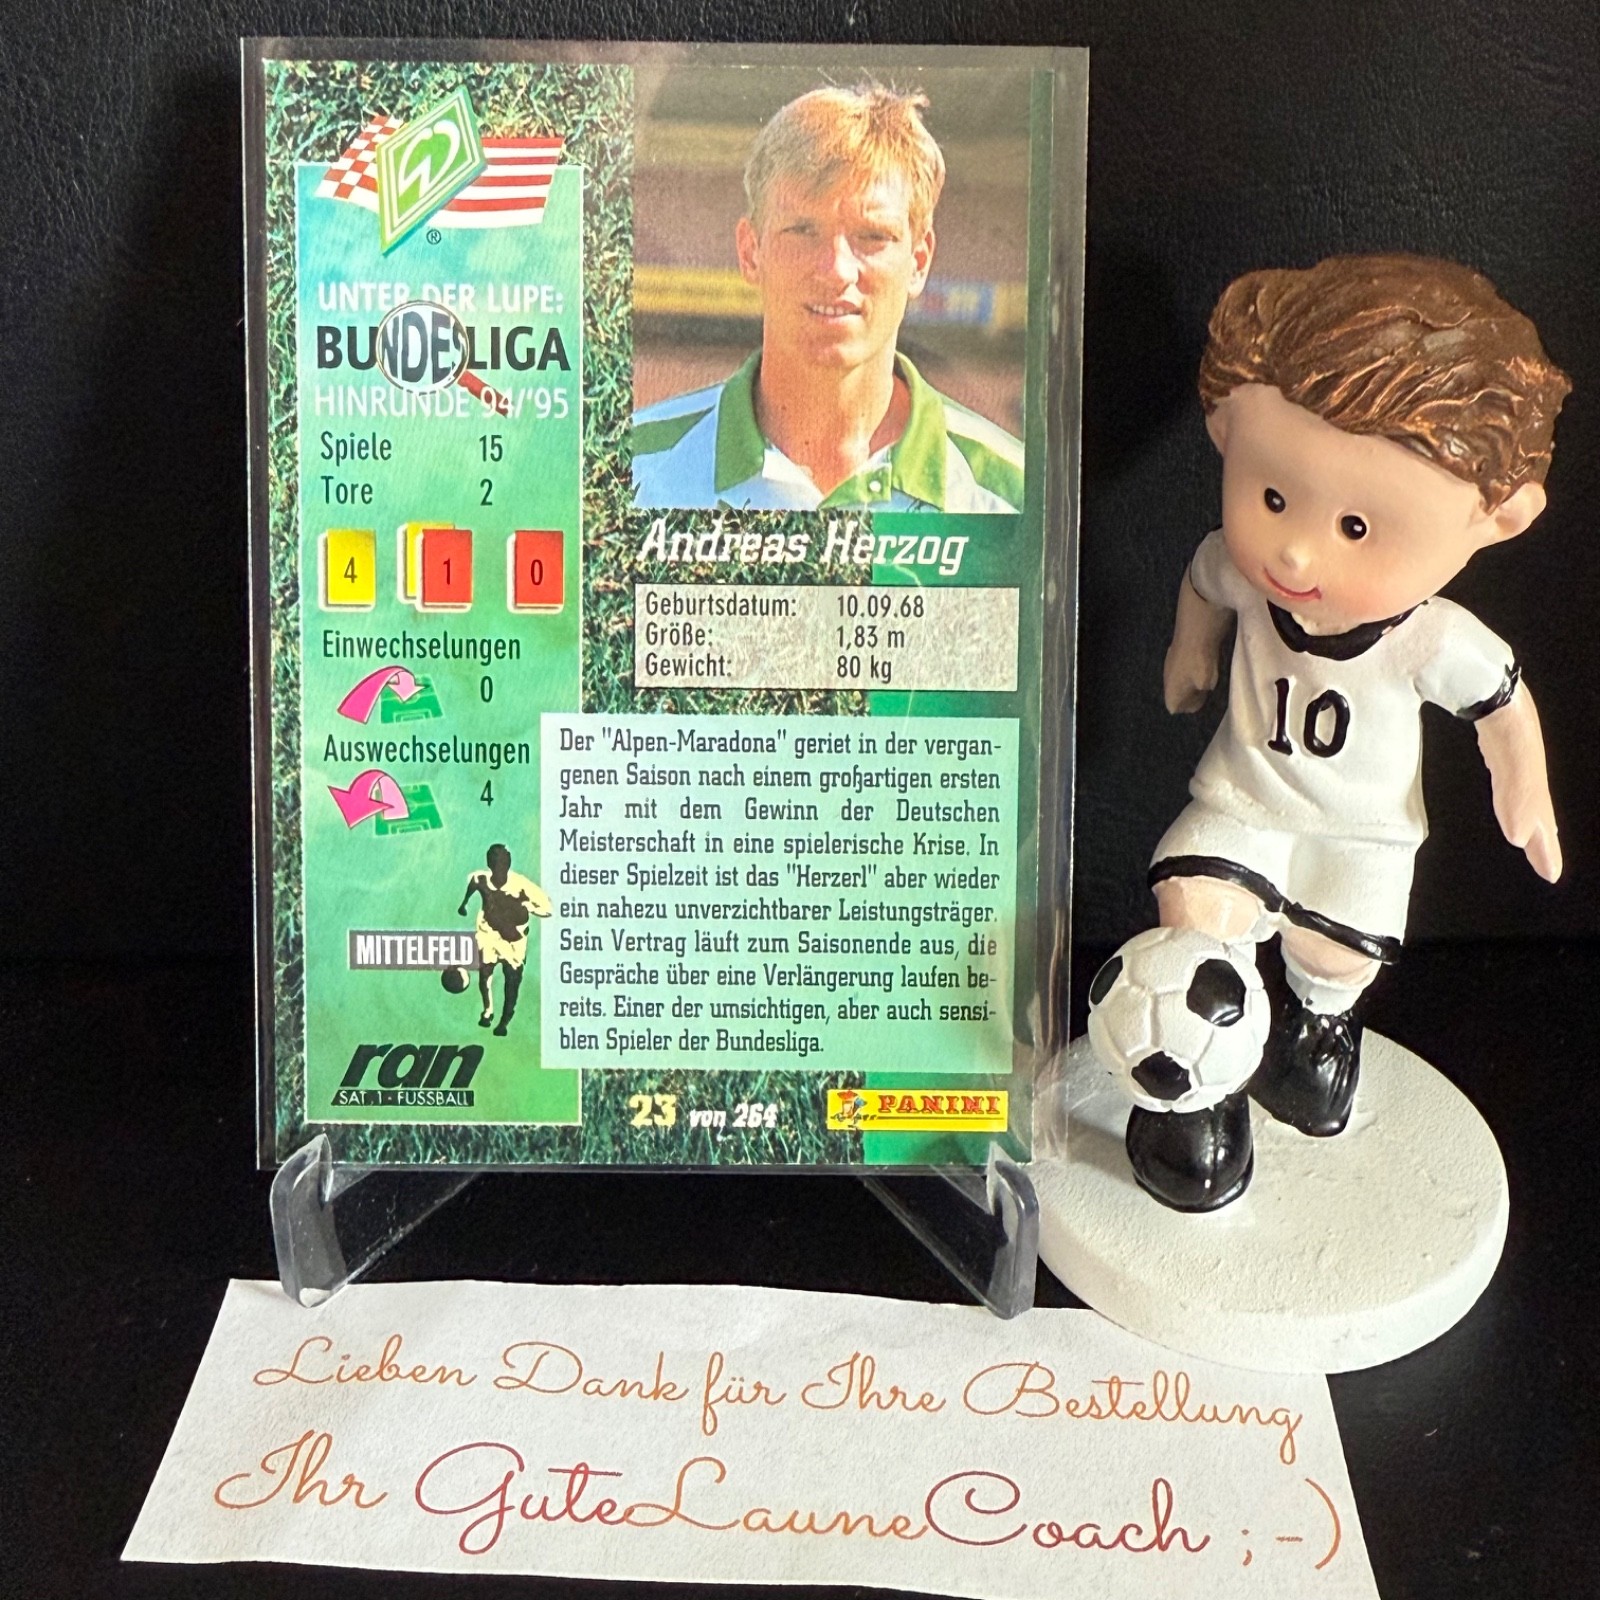 W
®
UNTER DER LUPE:
BUNDESLIGA
HINRUNDE 94/'95
Spiele 15
Tore 2
4 1 0
Einwechselungen
0
Auswechselungen
4
MITTELFELD
ran
SAT.1-FUSSBALL
Andreas Herzog
Geburtsdatum: 10.09.68
Größe: 1,83 m
Gewicht: 80 kg
Der "Alpen-Maradona" geriet in der vergan-
genen Saison nach einem großartigen ersten
Jahr mit dem Gewinn der Deutschen
Meisterschaft in eine spielerische Krise. In
dieser Spielzeit ist das "Herzerl" aber wieder
ein nahezu unverzichtbarer Leistungsträger.
Sein Vertrag läuft zum Saisonende aus, die
Gespräche über eine Verlängerung laufen be-
reits. Einer der umsichtigen, aber auch sensi-
blen Spieler der Bundesliga.
23 von 264
PANINI
10
Lieben Dank für Ihre Bestellung
Ihr GuteLauneCoach ;-)